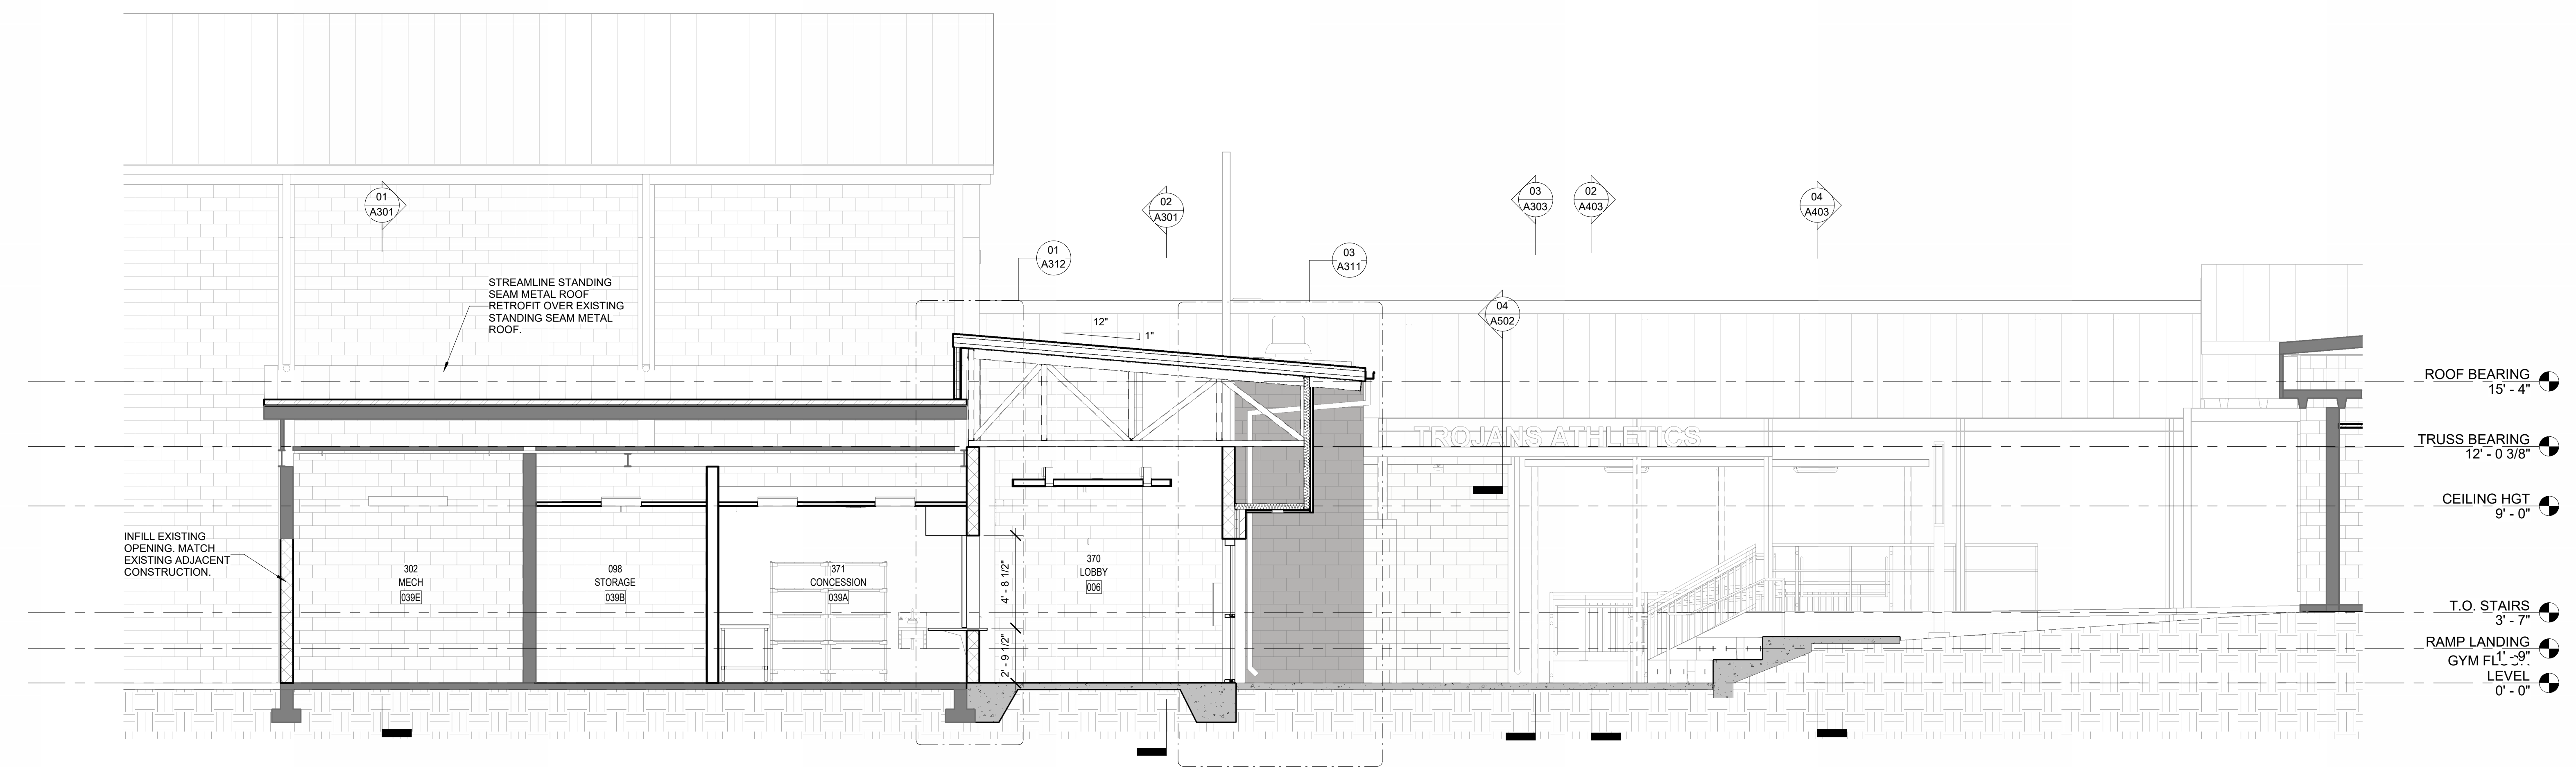 01
A301
02
A301
03
A303
02
A403
04
A403
01
A312
03
A311
STREAMLINE STANDING
SEAM METAL ROOF
RETROFIT OVER EXISTING
STANDING SEAM METAL
ROOF.
04
A502
12"
1"
ROOF BEARING
15' - 4"
TROJANS ATHLETICS
TRUSS BEARING
12' - 0 3/8"
CEILING HGT
9' - 0"
INFILL EXISTING
OPENING. MATCH
EXISTING ADJACENT
CONSTRUCTION.
302
MECH
039E
098
STORAGE
039B
371
CONCESSION
039A
4' - 8 1/2"
370
LOBBY
006
2' - 9 1/2"
T.O. STAIRS
3' - 7"
RAMP LANDING
1' - 9"
GYM
LEVEL
0' - 0"